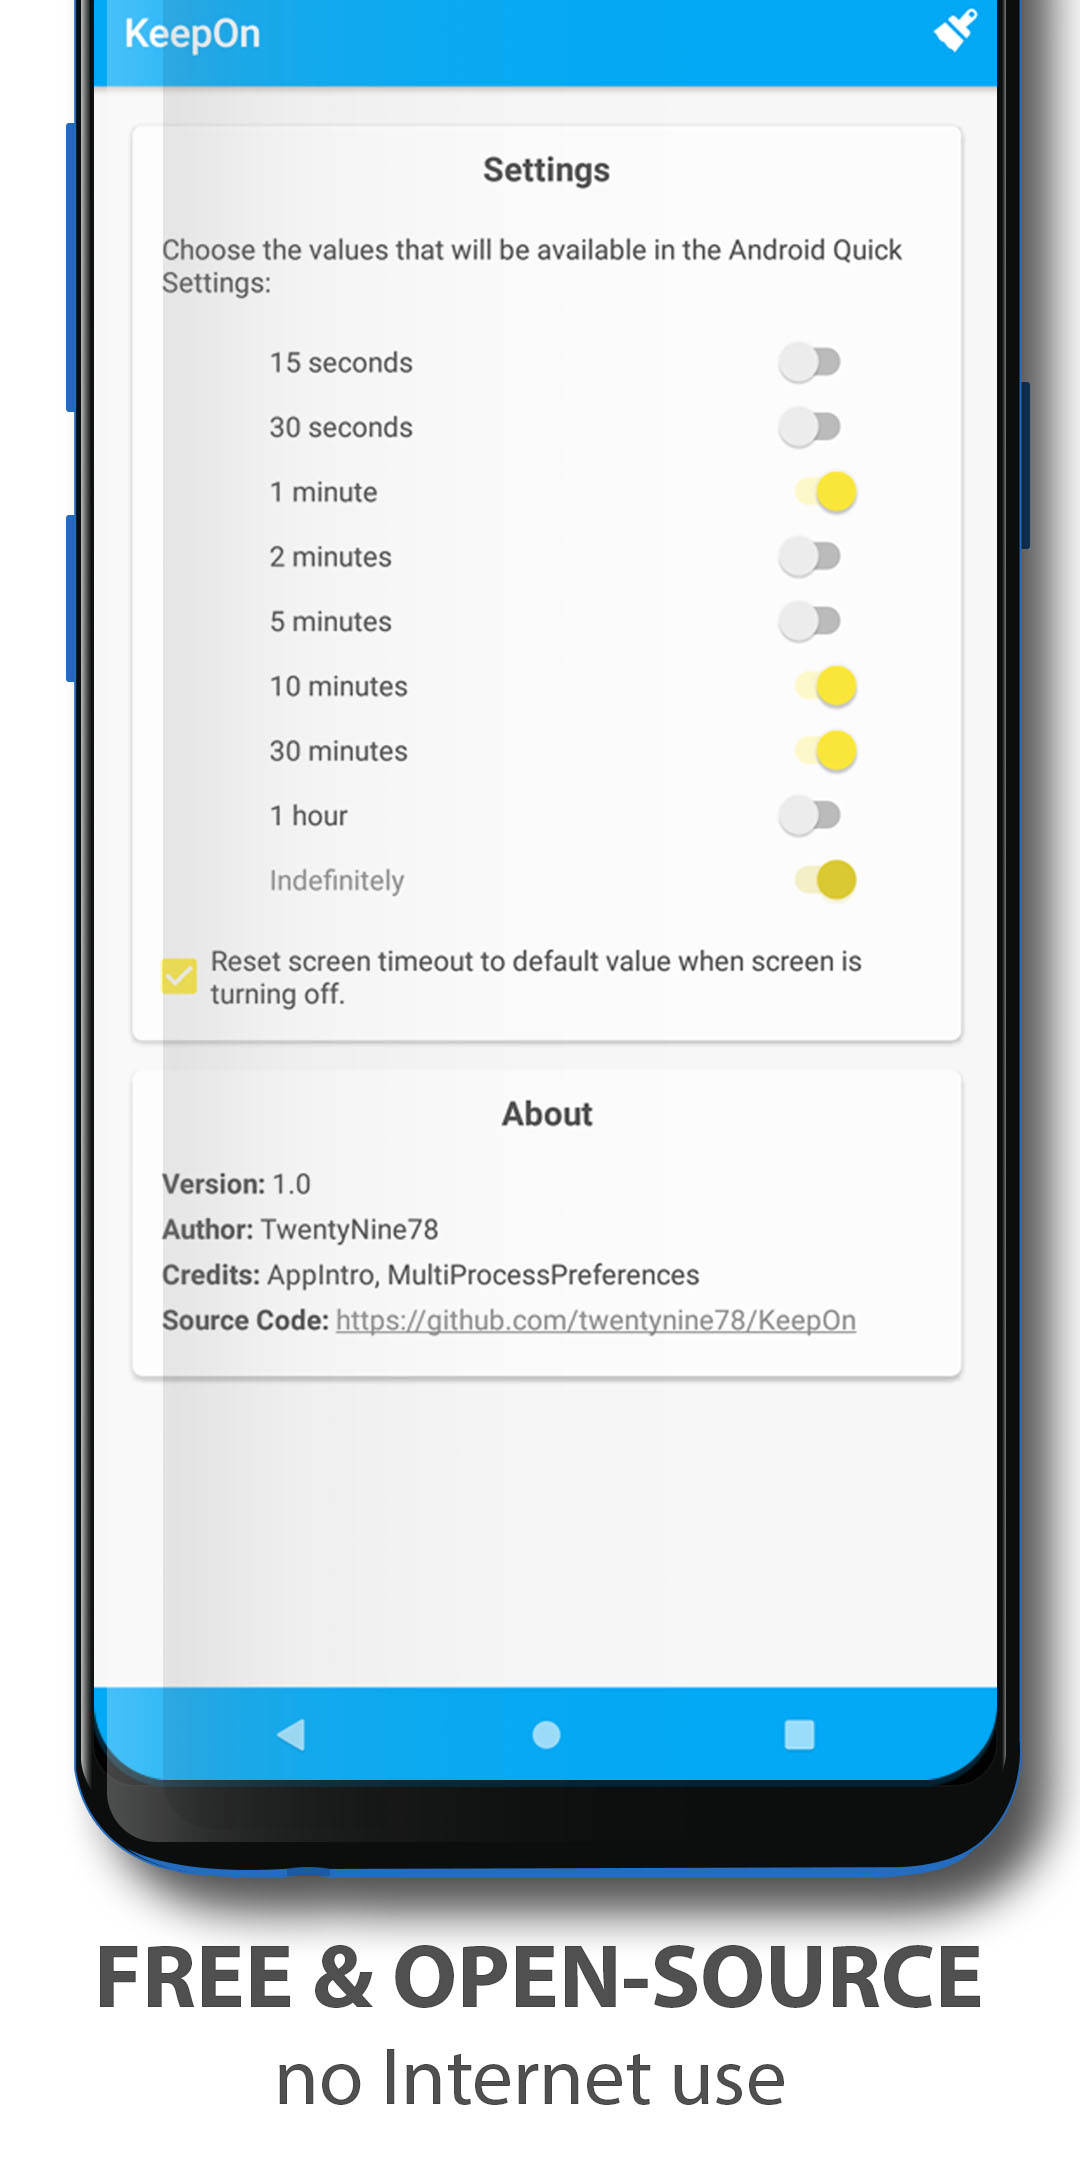 KeepOn
Settings
Choose the values that will be available in the Android Quick
Settings:
15 seconds
30 seconds
1 minute
2 minutes
5 minutes
10 minutes
30 minutes
1 hour
Indefinitely
Reset screen timeout to default value when screen is
turning off.
About
Version: 1.0
Author: TwentyNine78
Credits: AppIntro, MultiProcessPreferences
Source Code: https://github.com/twentynine78/KeepOn
FREE & OPEN-SOURCE
no Internet use